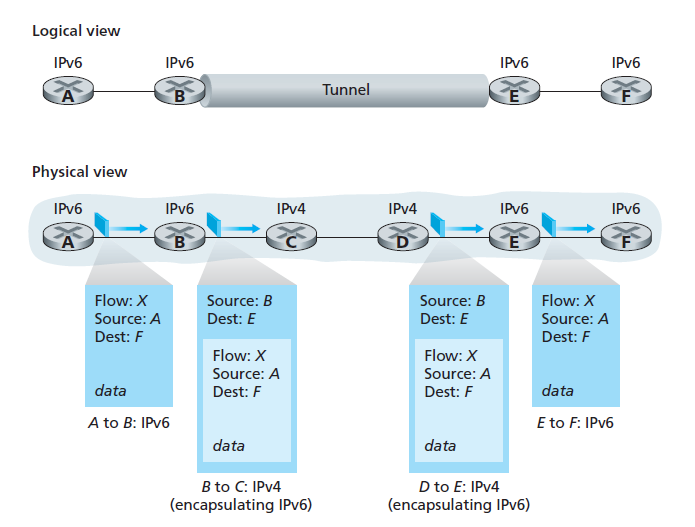 Logical view
IPv6 IPv6 IPv6 IPv6
A B Tunnel E F
Physical view
IPv6 IPv6 IPv4 IPv4 IPv6 IPv6
A B C D E F
Flow: X
Source: A
Dest: F
data
A to B: IPv6
Source: B
Dest: E
Flow: X
Source: A
Dest: F
data
B to C: IPv4
(encapsulating IPv6)
Source: B
Dest: E
Flow: X
Source: A
Dest: F
data
D to E: IPv4
(encapsulating IPv6)
Flow: X
Source: A
Dest: F
data
E to F: IPv6